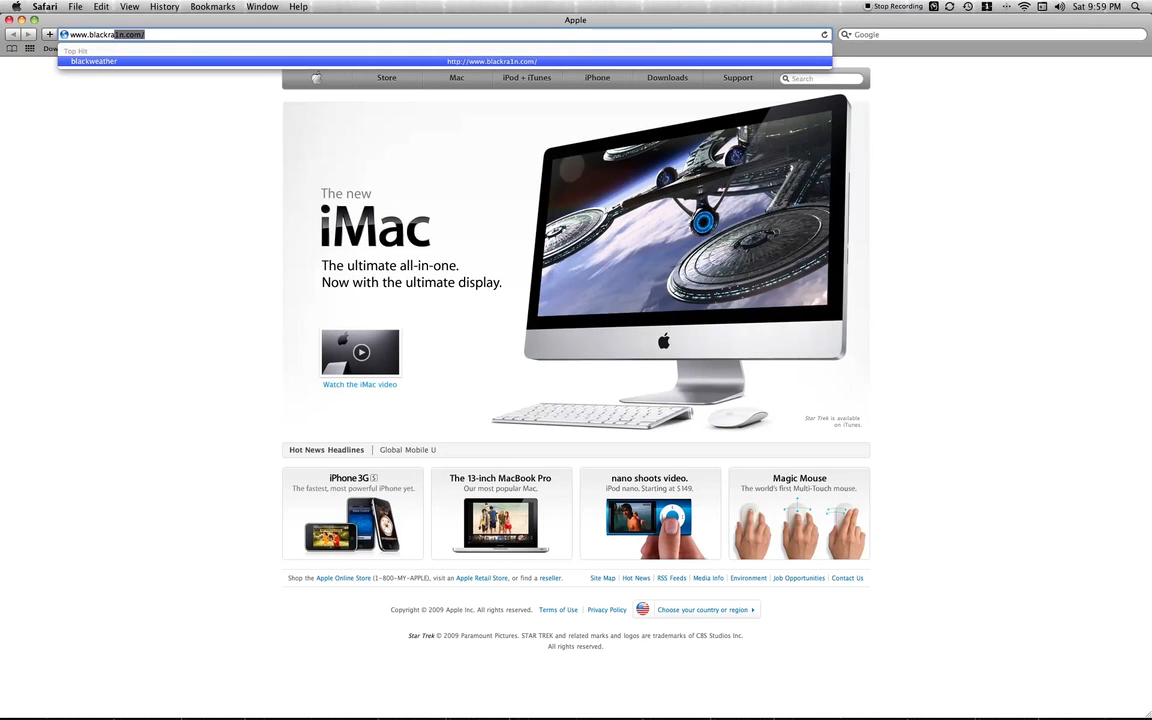 Safari File Edit View History Bookmarks Window Help Stop Recording 1 Sat 9:59 PM
Apple
www.blackra1n.com/ Google
Dow
Top Hit
blackweather http://www.blackra1n.com/
Store Mac iPod + iTunes iPhone Downloads Support Search
The new
iMac
The ultimate all-in-one.
Now with the ultimate display.
Watch the iMac video
Star Trek is available
on iTunes.
Hot News Headlines Global Mobile U
iPhone 3G S
The fastest, most powerful iPhone yet.
The 13-inch MacBook Pro
Our most popular Mac.
nano shoots video.
iPod nano. Starting at $149.
Magic Mouse
The world's first Multi-Touch mouse.
Shop the Apple Online Store (1-800-MY-APPLE), visit an Apple Retail Store, or find a reseller.
Site Map Hot News RSS Feeds Media Info Environment Job Opportunities Contact Us
Copyright © 2009 Apple Inc. All rights reserved. Terms of Use Privacy Policy Choose your country or region
Star Trek © 2009 Paramount Pictures. STAR TREK and related marks and logos are trademarks of CBS Studios Inc.
All rights reserved.